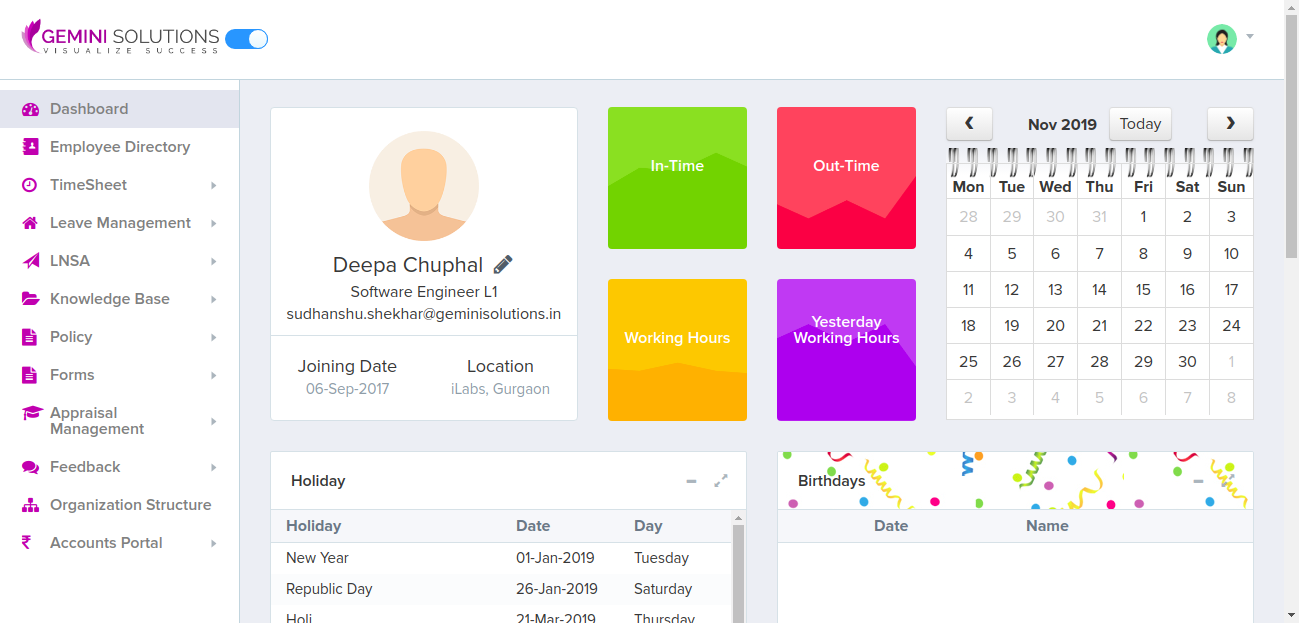 GEMINI SOLUTIONS
VISUALIZE SUCCESS
Dashboard
Employee Directory
TimeSheet
Leave Management
LNSA
Knowledge Base
Policy
Forms
Appraisal
Management
Feedback
Organization Structure
Accounts Portal
Deepa Chuphal
Software Engineer L1
sudhanshu.shekhar@geminisolutions.in
Joining Date Location
06-Sep-2017 iLabs, Gurgaon
In-Time
Out-Time
Working Hours
Yesterday
Working Hours
Nov 2019 Today
Mon Tue Wed Thu Fri Sat Sun
28 29 30 31 1 2 3
4 5 6 7 8 9 10
11 12 13 14 15 16 17
18 19 20 21 22 23 24
25 26 27 28 29 30 1
2 3 4 5 6 7 8
Holiday
Holiday Date Day
New Year 01-Jan-2019 Tuesday
Republic Day 26-Jan-2019 Saturday
Holi 21-Mar-2019 Thursday
Birthdays
Date Name